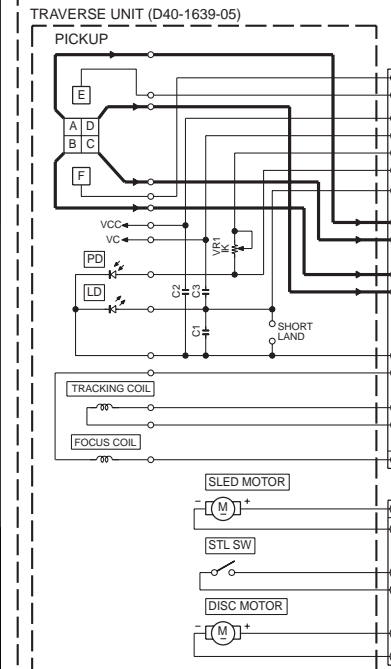 TRAVERSE UNIT (D40-1639-05)
PICKUP
E
A D
B C
F
VCC
VC
VR1
1K
PD
LD
C2
C3
C1
SHORT
LAND
TRACKING COIL
FOCUS COIL
SLED MOTOR
- M +
STL SW
DISC MOTOR
- M +